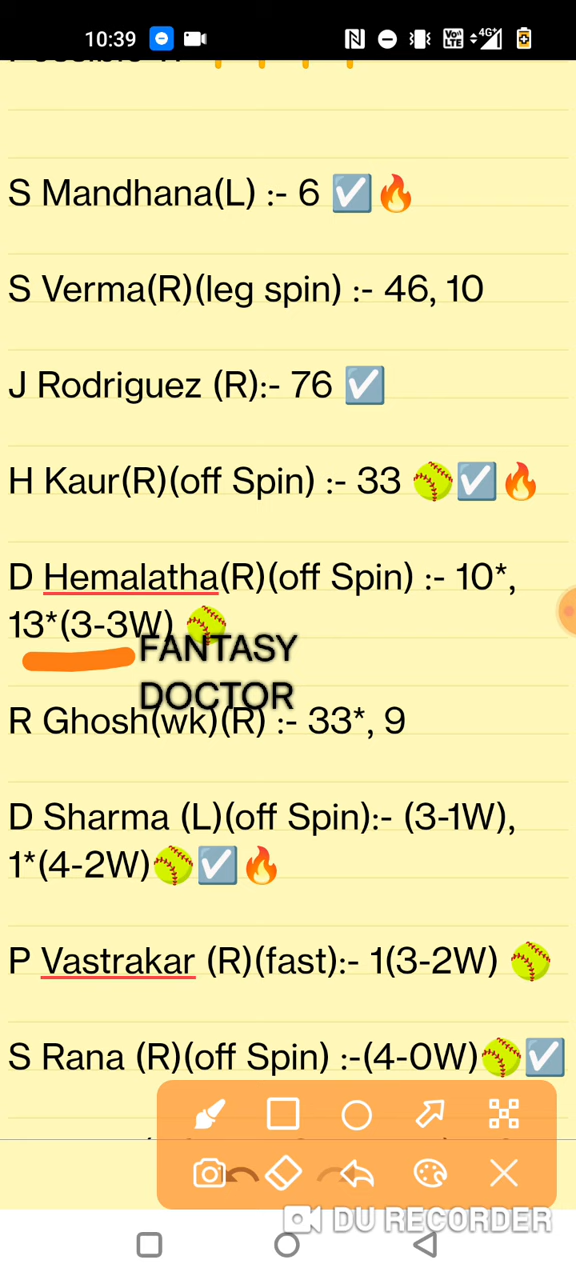 10:39
VoLTE 4G+
S Mandhana(L) :- 6 ☑️🔥
S Verma(R)(leg spin) :- 46, 10
J Rodriguez (R):- 76 ☑️
H Kaur(R)(off Spin) :- 33 🥎☑️🔥
D Hemalatha(R)(off Spin) :- 10*,
13*(3-3W) 🥎
FANTASY
DOCTOR
R Ghosh(wk)(R) :- 33*, 9
D Sharma (L)(off Spin):- (3-1W),
1*(4-2W)🥎☑️🔥
P Vastrakar (R)(fast):- 1(3-2W) 🥎
S Rana (R)(off Spin) :-(4-0W)🥎☑️
DU RECORDER